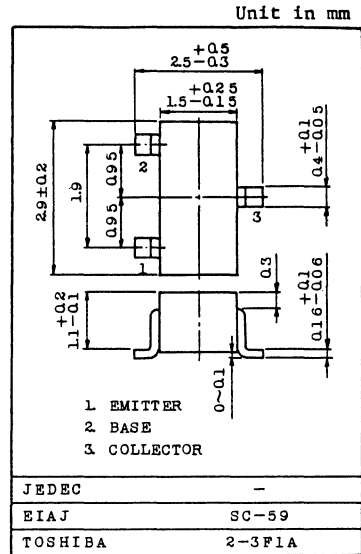 Unit in mm
+0.5
2.5-0.3
+0.25
1.5-0.15
2
3
1
2.9±0.2
1.9
0.95
0.95
+0.1
0.4-0.05
+0.2
1.1-0.1
0.3
+0.1
0.16-0.06
0~0.1
1. EMITTER
2. BASE
3. COLLECTOR
JEDEC –
EIAJ SC-59
TOSHIBA 2-3F1A